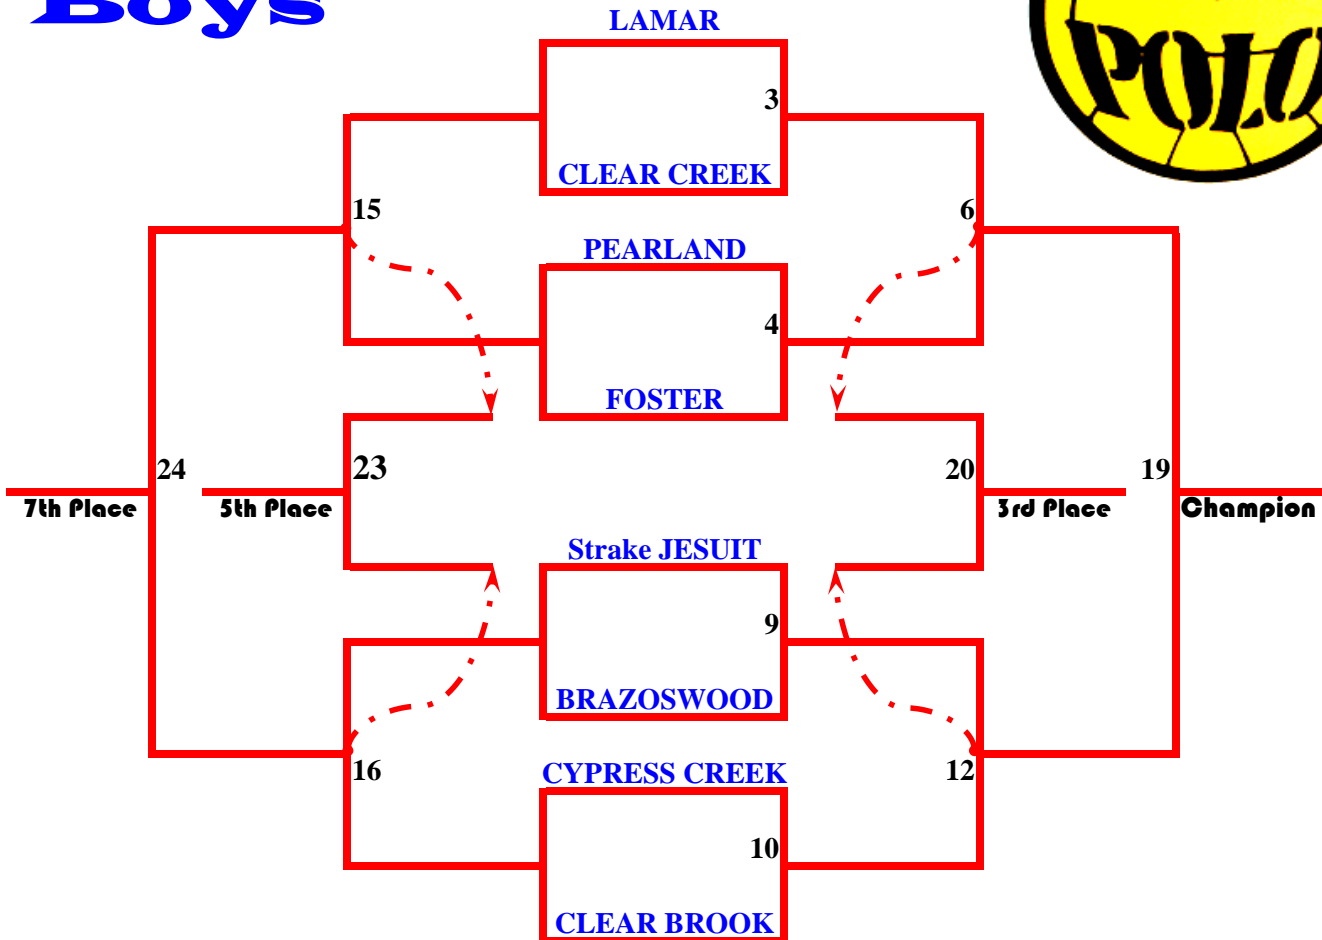 Boys
LAMAR
POLO
3
CLEAR CREEK
15
6
PEARLAND
4
FOSTER
24
23
20
19
7th Place
5th Place
3rd Place
Champion
Strake JESUIT
9
BRAZOSWOOD
16
CYPRESS CREEK
12
10
CLEAR BROOK